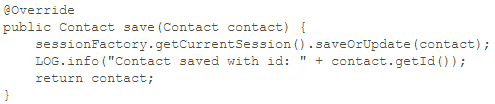 @Override
public Contact save(Contact contact) {
    sessionFactory.getCurrentSession().saveOrUpdate(contact);
    LOG.info("Contact saved with id: " + contact.getId());
    return contact;
}